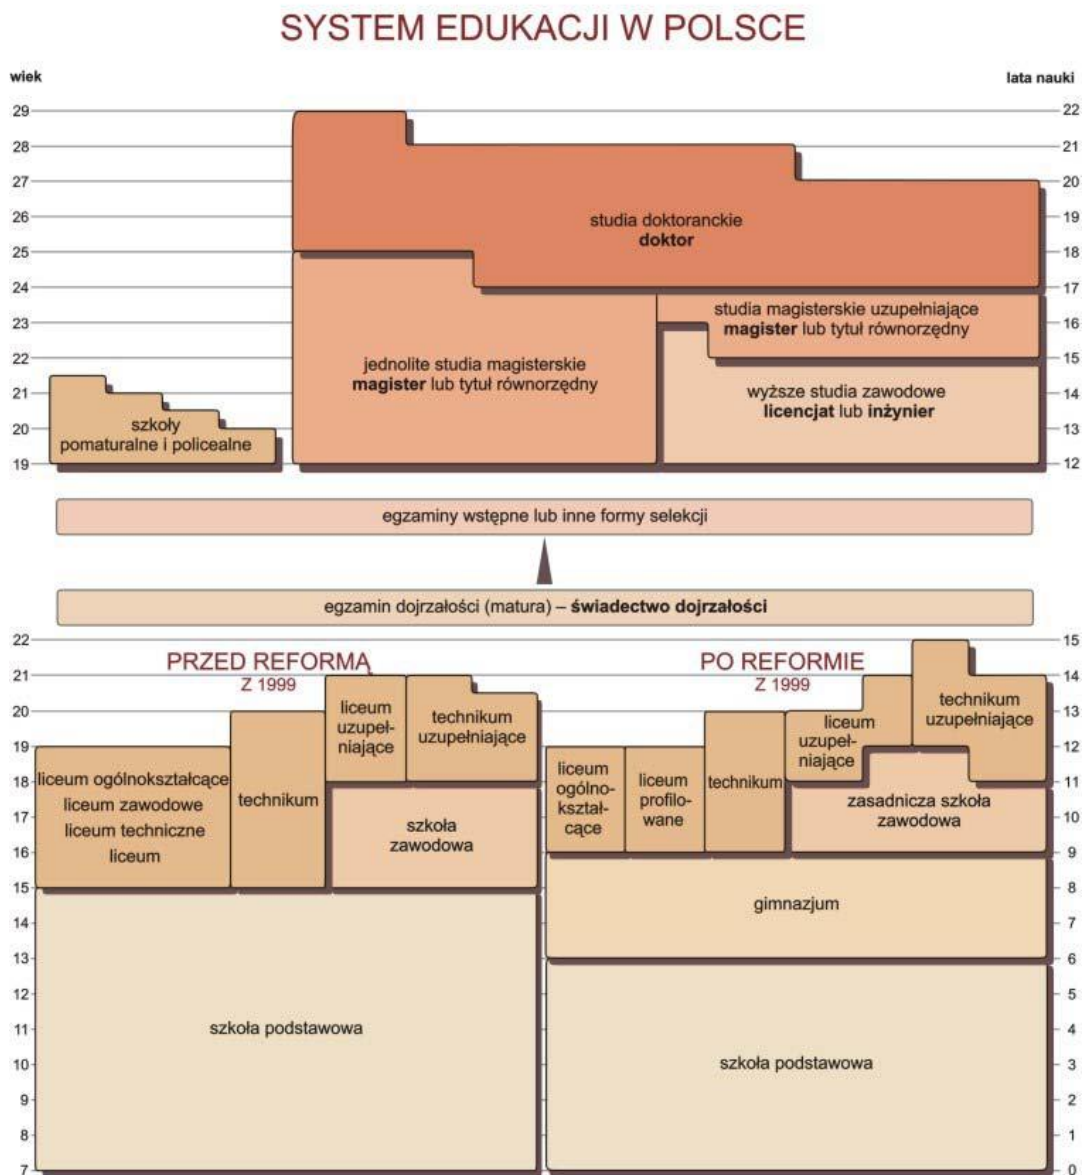 SYSTEM EDUKACJI W POLSCE
wiek
lata nauki
29
22
28
21
27
20
26
19
25
18
24
17
23
16
22
15
21
14
20
13
19
12
studia doktoranckie
doktor
studia magisterskie uzupełniające
magister lub tytuł równorzędny
jednolite studia magisterskie
magister lub tytuł równorzędny
wyższe studia zawodowe
licencjat lub inżynier
szkoły
pomaturalne i policealne
egzaminy wstępne lub inne formy selekcji
egzamin dojrzałości (matura) – świadectwo dojrzałości
22
15
21
14
20
13
19
12
18
11
17
10
16
9
15
8
14
7
13
6
12
5
11
4
10
3
9
2
8
1
7
0
PRZED REFORMĄ
Z 1999
liceum
uzupeł-
niające
technikum
uzupełniające
liceum ogólnokształcące
liceum zawodowe
liceum techniczne
liceum
technikum
szkoła
zawodowa
szkoła podstawowa
PO REFORMIE
Z 1999
liceum
ogólno-
kształ-
cące
liceum
profilo-
wane
technikum
liceum
uzupeł-
niające
technikum
uzupełniające
zasadnicza szkoła
zawodowa
gimnazjum
szkoła podstawowa